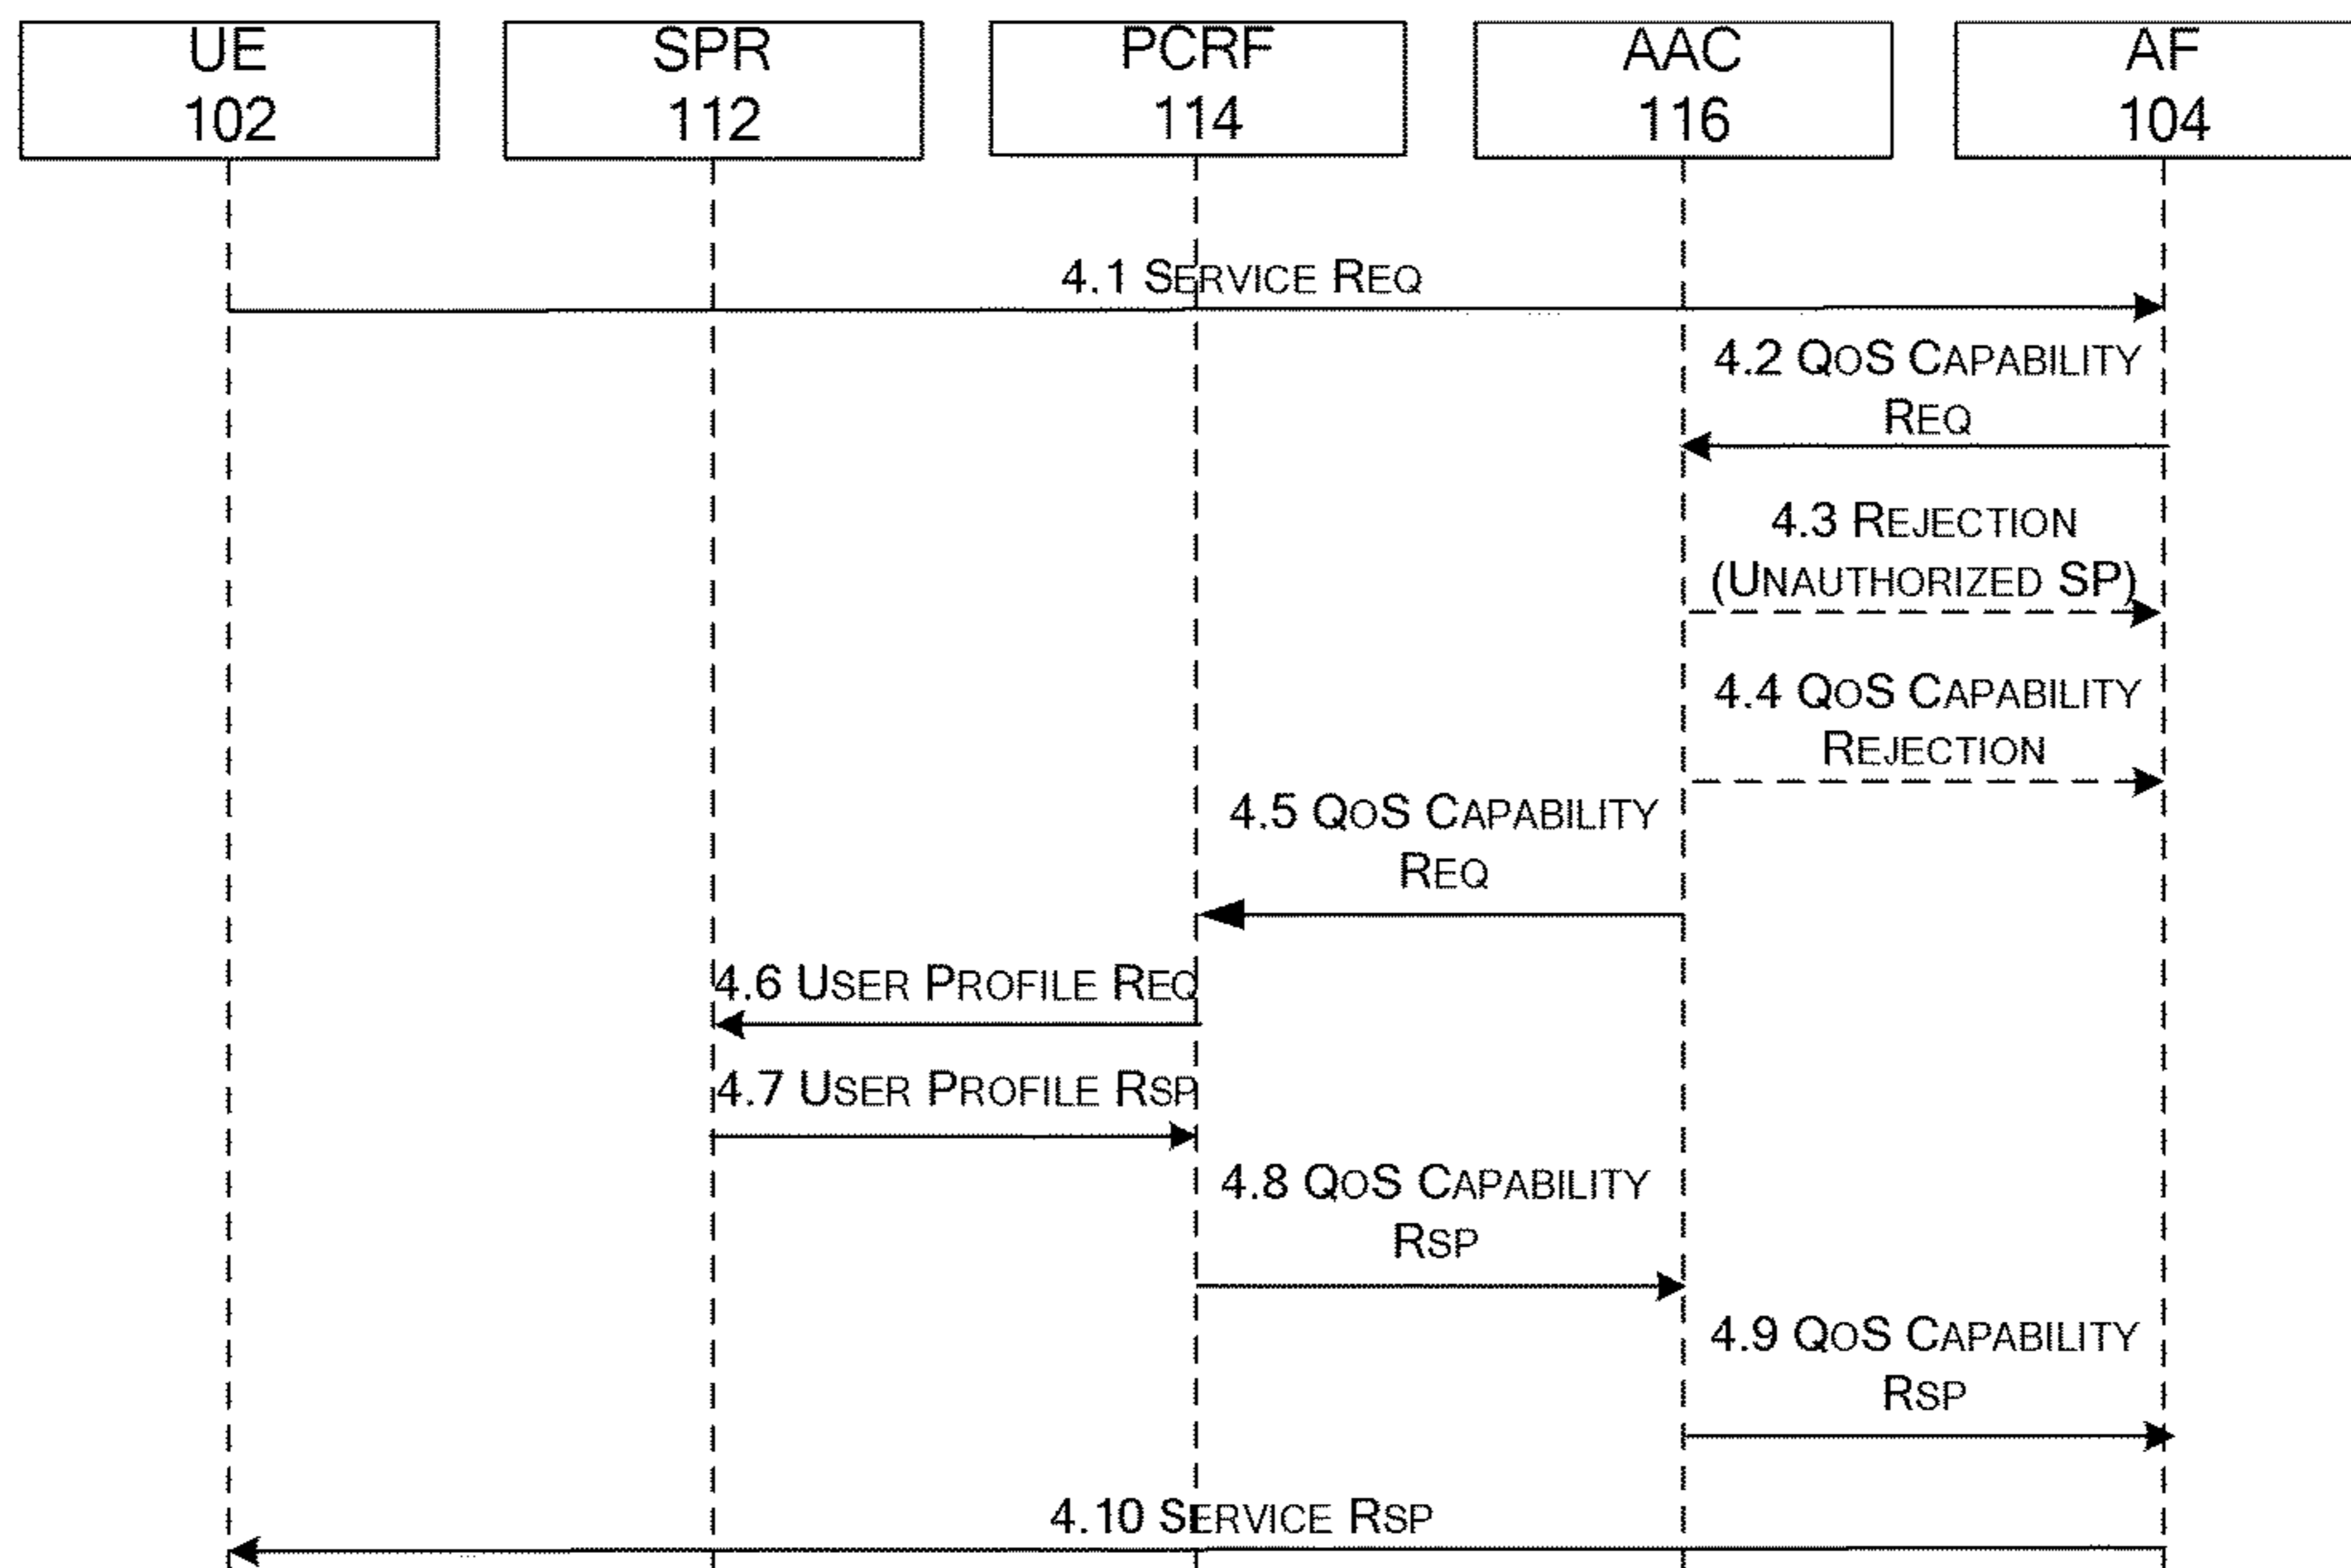 UE
102
SPR
112
PCRF
114
AAC
116
AF
104
4.1 SERVICE REQ
4.2 QOS CAPABILITY
REQ
4.3 REJECTION
(UNAUTHORIZED SP)
4.4 QOS CAPABILITY
REJECTION
4.5 QOS CAPABILITY
REQ
4.6 USER PROFILE REQ
4.7 USER PROFILE RSP
4.8 QOS CAPABILITY
RSP
4.9 QOS CAPABILITY
RSP
4.10 SERVICE RSP